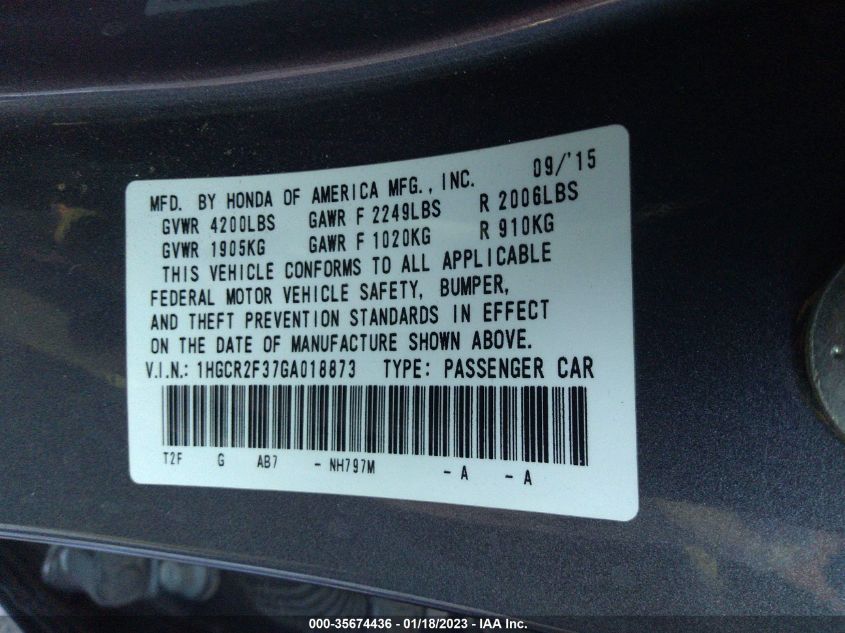 09/'15
MFD. BY HONDA OF AMERICA MFG., INC.
GVWR 4200LBS GAWR F 2249LBS R 2006LBS
GVWR 1905KG GAWR F 1020KG R 910KG
THIS VEHICLE CONFORMS TO ALL APPLICABLE
FEDERAL MOTOR VEHICLE SAFETY, BUMPER,
AND THEFT PREVENTION STANDARDS IN EFFECT
ON THE DATE OF MANUFACTURE SHOWN ABOVE.
V.I.N.: 1HGCR2F37GA018873 TYPE: PASSENGER CAR
T2F G AB7 - NH797M - A - A
000-35674436 - 01/18/2023 - IAA Inc.